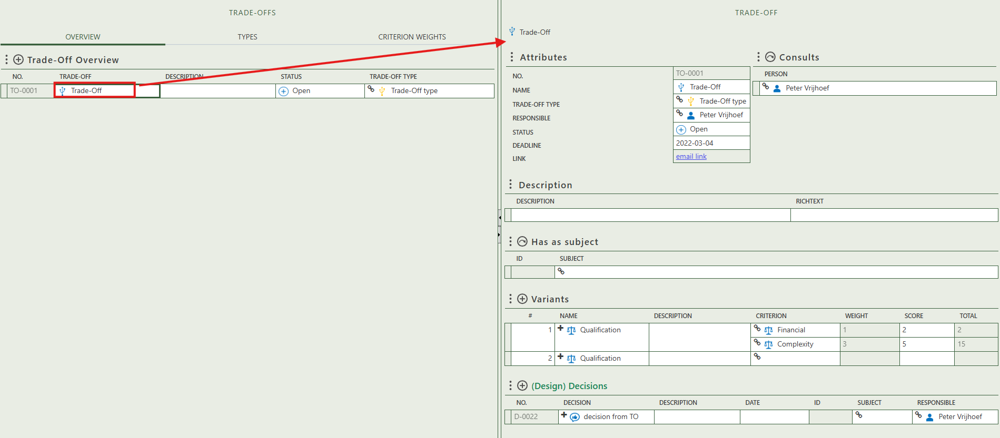 TRADE-OFFS
OVERVIEW TYPES CRITERION WEIGHTS
Trade-Off Overview
NO. TRADE-OFF DESCRIPTION STATUS TRADE-OFF TYPE
TO-0001 Trade-Off Open Trade-Off type
TRADE-OFF
Trade-Off
Attributes
NO. TO-0001
NAME Trade-Off
TRADE-OFF TYPE Trade-Off type
RESPONSIBLE Peter Vrijhoef
STATUS Open
DEADLINE 2022-03-04
LINK email link
Consults
PERSON
Peter Vrijhoef
Description
DESCRIPTION RICHTEXT
Has as subject
ID SUBJECT
Variants
# NAME DESCRIPTION CRITERION WEIGHT SCORE TOTAL
1 Qualification Financial 1 2 2
Complexity 3 5 15
2 Qualification
(Design) Decisions
NO. DECISION DESCRIPTION DATE ID SUBJECT RESPONSIBLE
D-0022 decision from TO Peter Vrijhoef